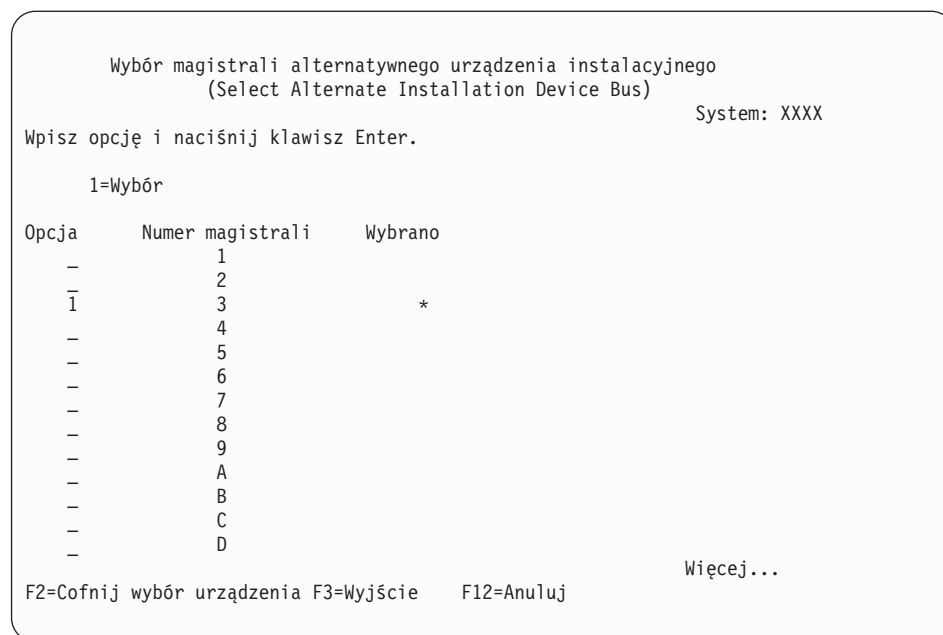 Wybór magistrali alternatywnego urządzenia instalacyjnego
(Select Alternate Installation Device Bus)
System: XXXX
Wpisz opcję i naciśnij klawisz Enter.
1=Wybór
Opcja Numer magistrali Wybrano
_ 1
_ 2
1 3 *
_ 4
_ 5
_ 6
_ 7
_ 8
_ 9
_ A
_ B
_ C
_ D
Więcej...
F2=Cofnij wybór urządzenia F3=Wyjście F12=Anuluj